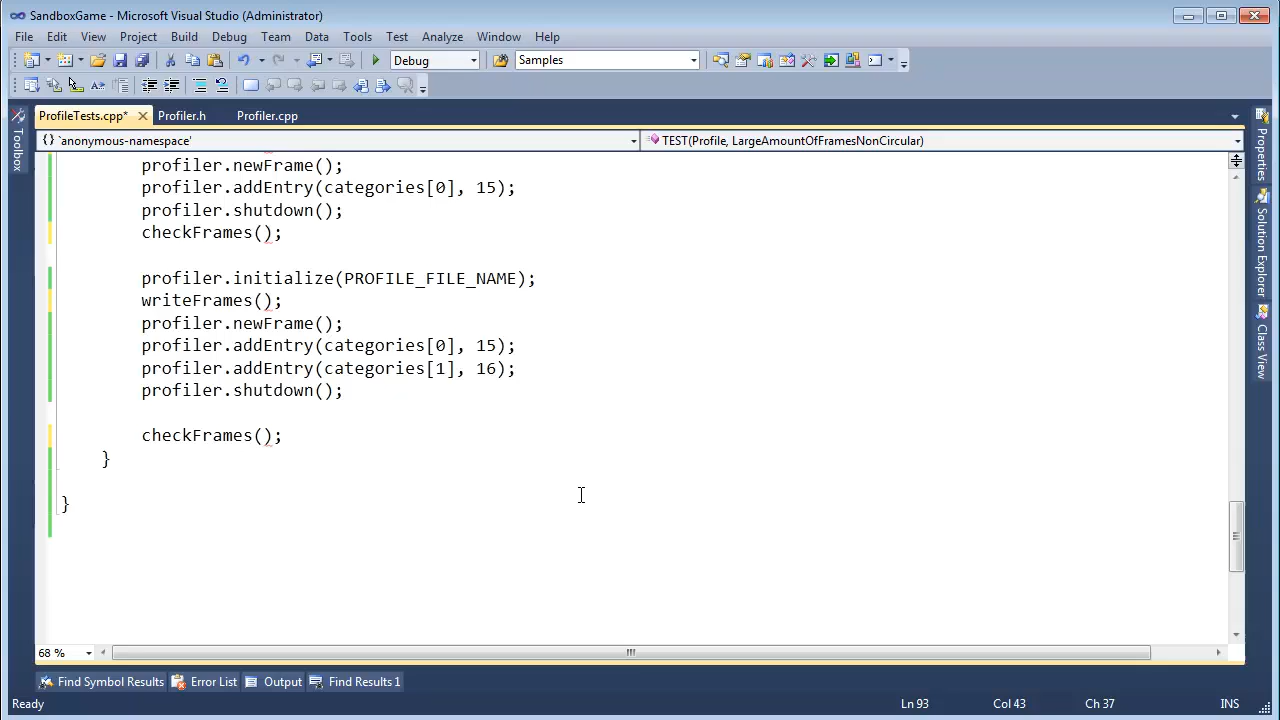 SandboxGame - Microsoft Visual Studio (Administrator)
File Edit View Project Build Debug Team Data Tools Test Analyze Window Help
Debug Samples
ProfileTests.cpp* Profiler.h Profiler.cpp
{} `anonymous-namespace' TEST(Profile, LargeAmountOfFramesNonCircular)
Toolbox
Properties
Solution Explorer
Class View
profiler.newFrame();
profiler.addEntry(categories[0], 15);
profiler.shutdown();
checkFrames();
profiler.initialize(PROFILE_FILE_NAME);
writeFrames();
profiler.newFrame();
profiler.addEntry(categories[0], 15);
profiler.addEntry(categories[1], 16);
profiler.shutdown();
checkFrames();
}
}
68 %
Find Symbol Results Error List Output Find Results 1
Ready Ln 93 Col 43 Ch 37 INS